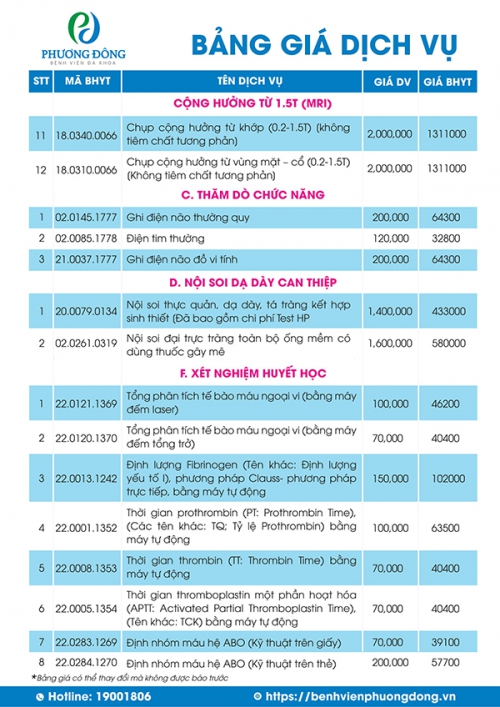 PHƯƠNG ĐÔNG
BỆNH VIỆN ĐA KHOA
BẢNG GIÁ DỊCH VỤ
STT MÃ BHYT TÊN DỊCH VỤ GIÁ DV GIÁ BHYT
CỘNG HƯỞNG TỪ 1.5T (MRI)
11 18.0340.0066 Chụp cộng hưởng từ khớp (0.2-1.5T) (không 2,000,000 1311000
tiêm chất tương phản)
12 18.0310.0066 Chụp cộng hưởng từ vùng mặt – cổ (0.2-1.5T) 2,000,000 1311000
(Không tiêm chất tương phản)
C. THĂM DÒ CHỨC NĂNG
1 02.0145.1777 Ghi điện não thường quy 200,000 64300
2 02.0085.1778 Điện tim thường 120,000 32800
3 21.0037.1777 Ghi điện não đồ vi tính 200,000 64300
D. NỘI SOI DẠ DÀY CAN THIỆP
1 20.0079.0134 Nội soi thực quản, dạ dày, tá tràng kết hợp 1,400,000 433000
sinh thiết (Đã bao gồm chi phí Test HP
2 02.0261.0319 Nội soi đại trực tràng toàn bộ ống mềm có 1,600,000 580000
dùng thuốc gây mê
F. XÉT NGHIỆM HUYẾT HỌC
1 22.0121.1369 Tổng phân tích tế bào máu ngoại vi (bằng máy 100,000 46200
đếm laser)
2 22.0120.1370 Tổng phân tích tế bào máu ngoại vi (bằng máy 70,000 40400
đếm tổng trở)
3 22.0013.1242 Định lượng Fibrinogen (Tên khác: Định lượng 150,000 102000
yếu tố I), phương pháp Clauss- phương pháp
trực tiếp, bằng máy tự động
4 22.0001.1352 Thời gian prothrombin (PT: Prothrombin Time), 100,000 63500
(Các tên khác: TQ; Tỷ lệ Prothrombin) bằng
máy tự động
5 22.0008.1353 Thời gian thrombin (TT: Thrombin Time) bằng 70,000 40400
máy tự động
6 22.0005.1354 Thời gian thromboplastin một phần hoạt hóa 70,000 40400
(APTT: Activated Partial Thromboplastin Time),
(Tên khác: TCK) bằng máy tự động
7 22.0283.1269 Định nhóm máu hệ ABO (Kỹ thuật trên giấy) 70,000 39100
8 22.0284.1270 Định nhóm máu hệ ABO (Kỹ thuật trên thẻ) 200,000 57700
*Bảng giá có thể thay đổi mà không được báo trước
Hotline: 19001806 https://benhvienphuongdong.vn